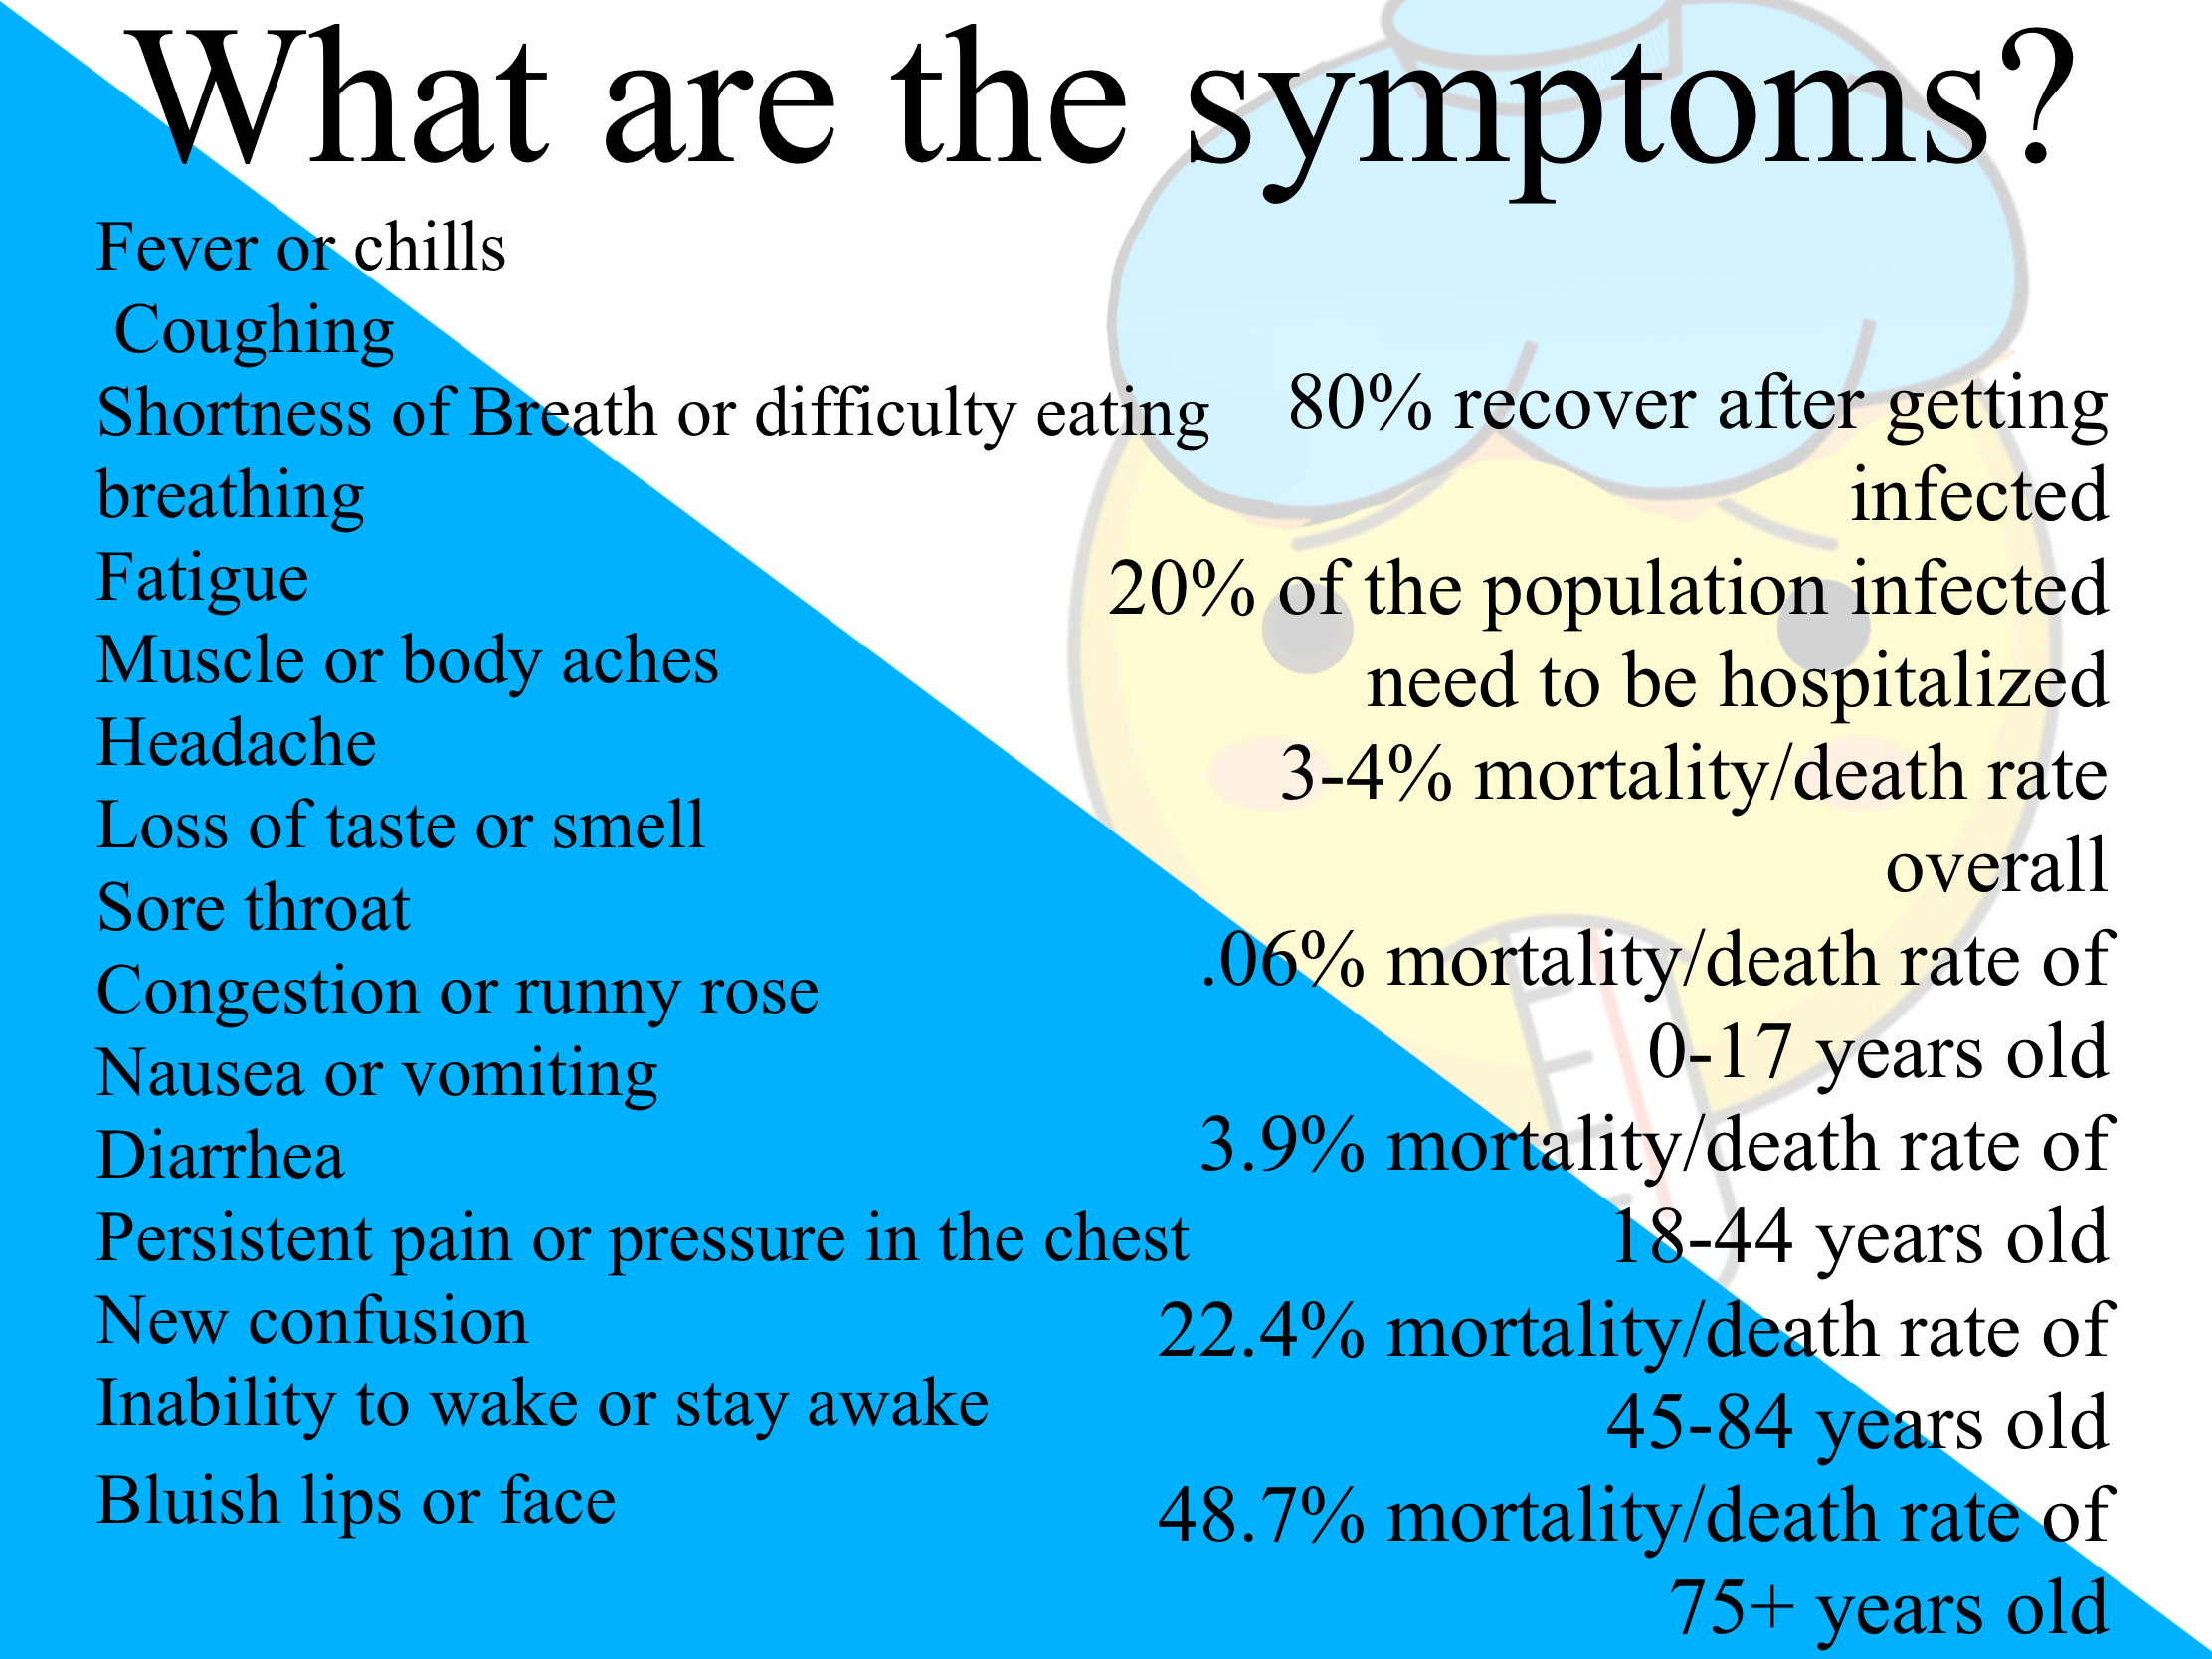 What are the symptoms?
Fever or chills
Coughing
Shortness of Breath or difficulty eating
breathing
Fatigue
Muscle or body aches
Headache
Loss of taste or smell
Sore throat
Congestion or runny rose
Nausea or vomiting
Diarrhea
Persistent pain or pressure in the chest
New confusion
Inability to wake or stay awake
Bluish lips or face
80% recover after getting
infected
20% of the population infected
need to be hospitalized
3-4% mortality/death rate
overall
.06% mortality/death rate of
0-17 years old
3.9% mortality/death rate of
18-44 years old
22.4% mortality/death rate of
45-84 years old
48.7% mortality/death rate of
75+ years old